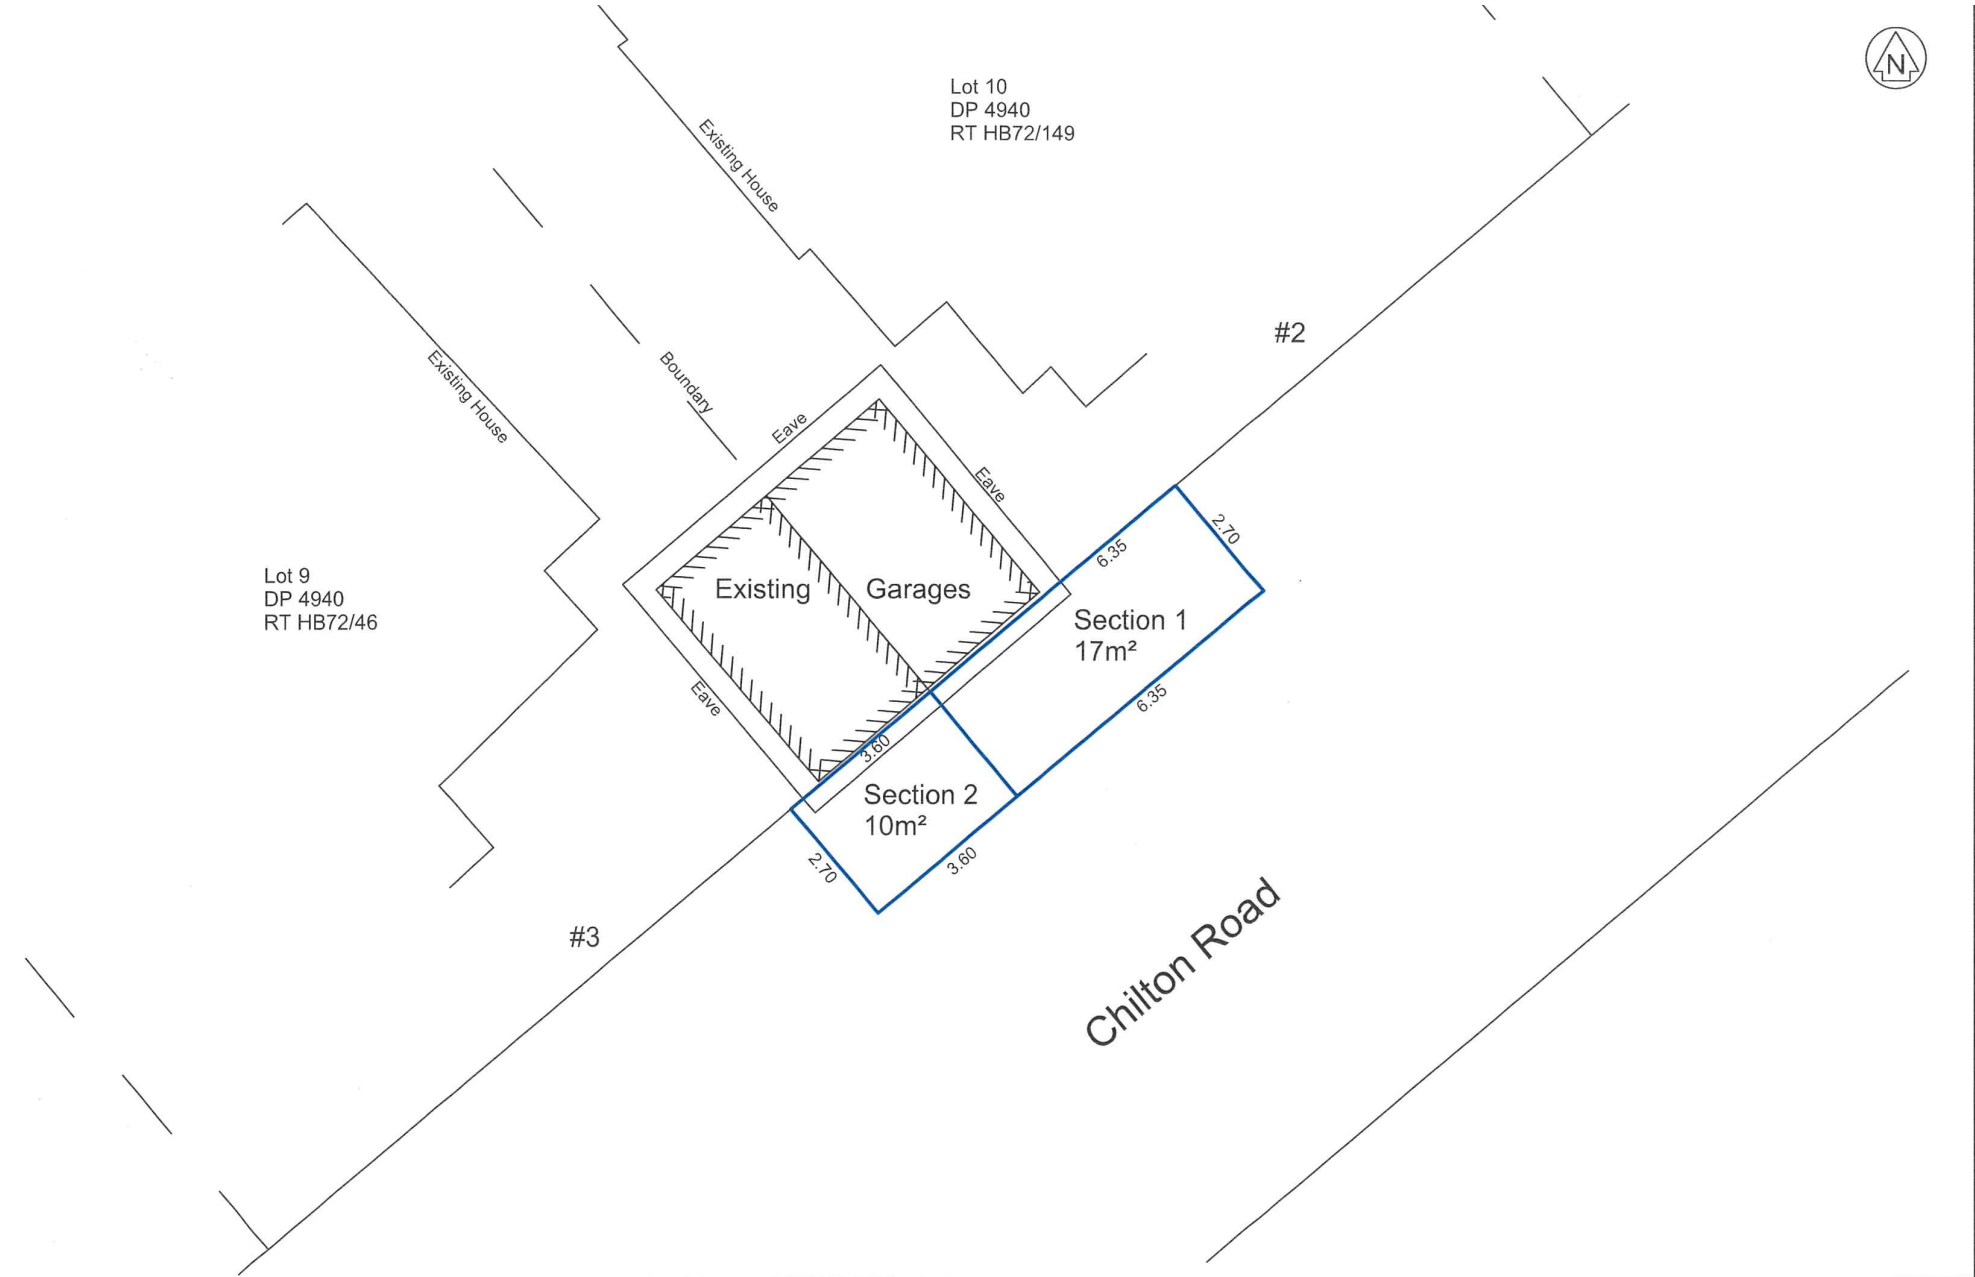 N
Lot 10
DP 4940
RT HB72/149
Existing House
#2
Existing House
Boundary
Eave
Eave
6.35
2.70
Lot 9
DP 4940
RT HB72/46
Existing Garages
Section 1
17m²
Eave
6.35
3.60
Section 2
10m²
2.70
3.60
#3
Chilton Road